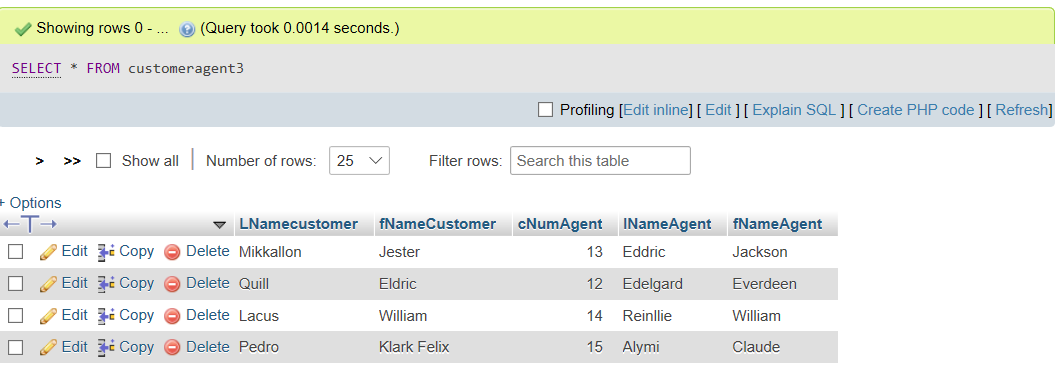 Showing rows 0 - ... (Query took 0.0014 seconds.)
SELECT * FROM customeragent3
Profiling [Edit inline] [ Edit ] [ Explain SQL ] [ Create PHP code ] [ Refresh]
> >> Show all Number of rows: 25 Filter rows: Search this table
+ Options
LNamecustomer fNameCustomer cNumAgent lNameAgent fNameAgent
Edit Copy Delete Mikkallon Jester 13 Eddric Jackson
Edit Copy Delete Quill Eldric 12 Edelgard Everdeen
Edit Copy Delete Lacus William 14 Reinllie William
Edit Copy Delete Pedro Klark Felix 15 Alymi Claude